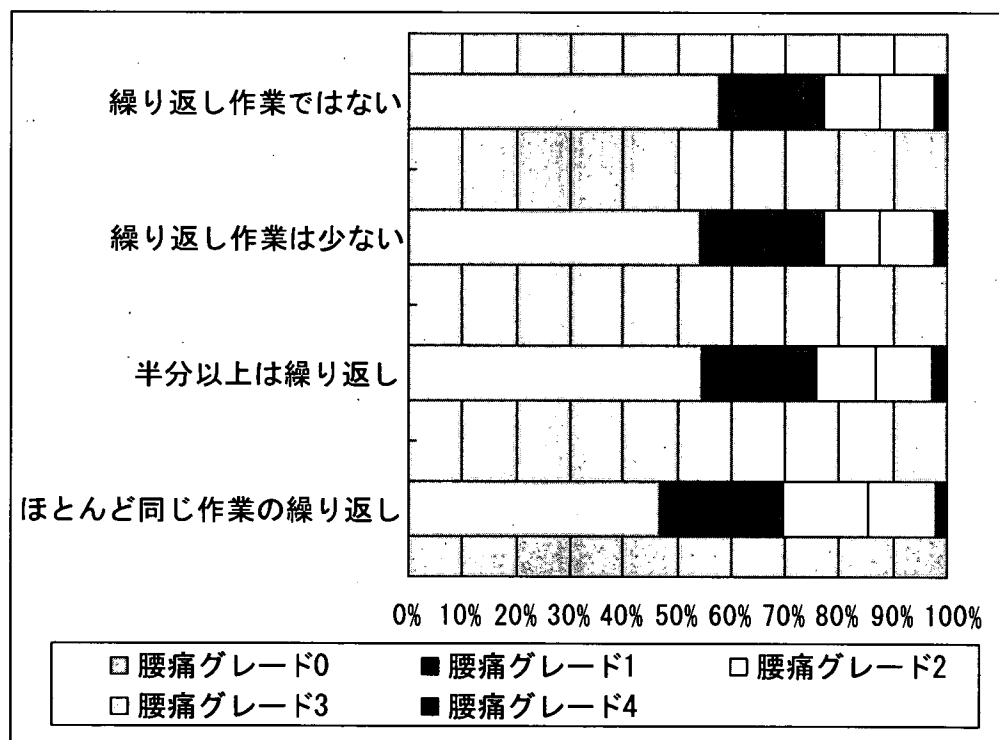 繰り返し作業ではない
繰り返し作業は少ない
半分以上は繰り返し
ほとんど同じ作業の繰り返し
0% 10% 20% 30% 40% 50% 60% 70% 80% 90% 100%
腰痛グレード0 腰痛グレード1 腰痛グレード2
腰痛グレード3 腰痛グレード4